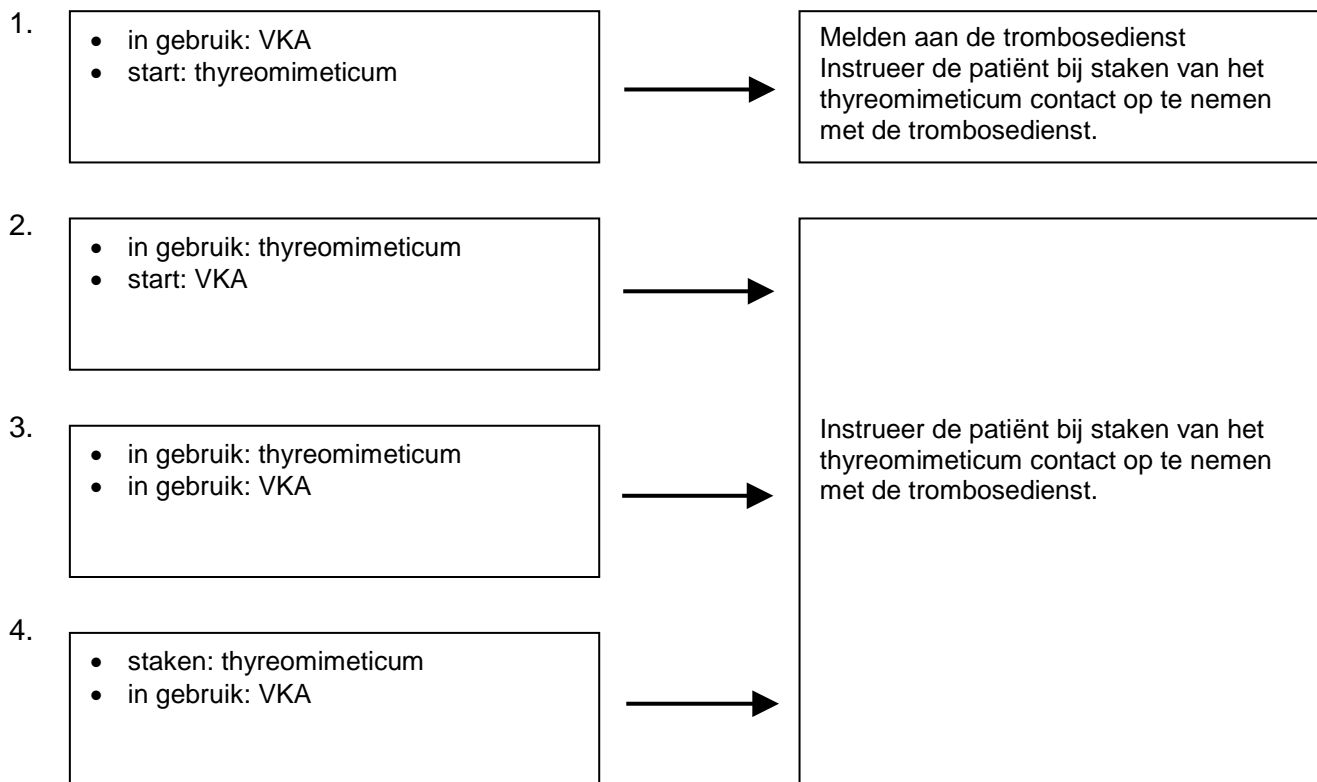 1.
• in gebruik: VKA
• start: thyreomimeticum
Melden aan de trombosedienst
Instrueer de patiënt bij staken van het
thyreomimeticum contact op te nemen
met de trombosedienst.
2.
• in gebruik: thyreomimeticum
• start: VKA
3.
• in gebruik: thyreomimeticum
• in gebruik: VKA
Instrueer de patiënt bij staken van het
thyreomimeticum contact op te nemen
met de trombosedienst.
4.
• staken: thyreomimeticum
• in gebruik: VKA